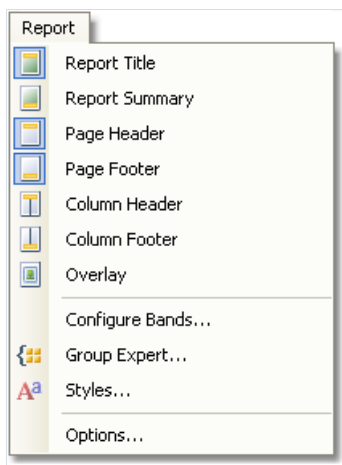 Report
Report Title
Report Summary
Page Header
Page Footer
Column Header
Column Footer
Overlay
Configure Bands...
Group Expert...
Styles...
Options...